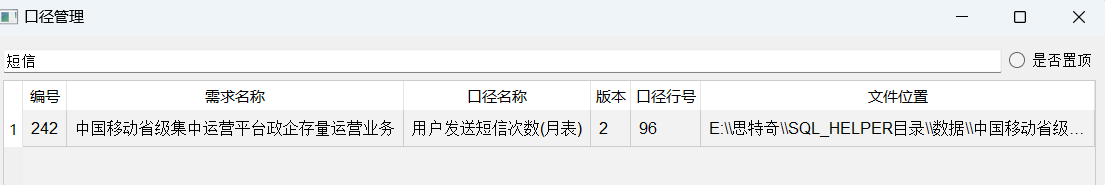 口径管理
短信
是否置顶
编号 需求名称 口径名称 版本 口径行号 文件位置
1 242 中国移动省级集中运营平台政企存量运营业务 用户发送短信次数(月表) 2 96 E:\\思特奇\\SQL_HELPER目录\\数据\\中国移动省级...